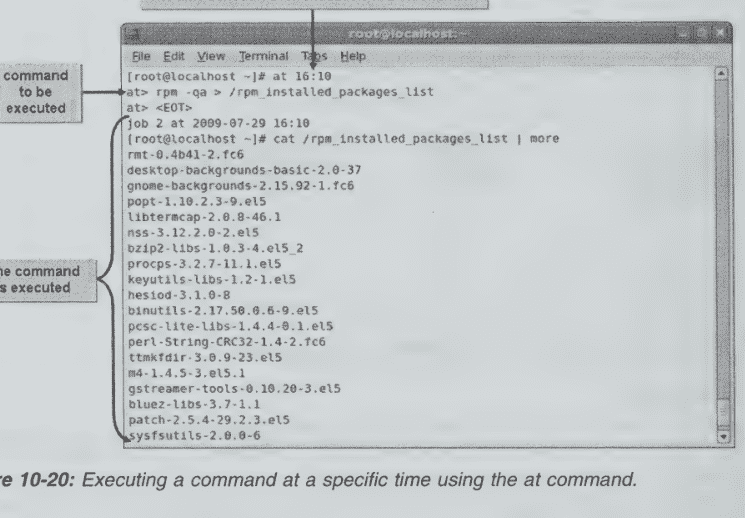 root@localhost:~
File Edit View Terminal Tabs Help
[root@localhost ~]# at 16:10
at> rpm -qa > /rpm_installed_packages_list
at> <EOT>
job 2 at 2009-07-29 16:10
[root@localhost ~]# cat /rpm_installed_packages_list | more
rmt-0.4b41-2.fc6
desktop-backgrounds-basic-2.0-37
gnome-backgrounds-2.15.92-1.fc6
popt-1.10.2.3-9.el5
libtermcap-2.0.8-46.1
nss-3.12.2.0-2.el5
bzip2-libs-1.0.3-4.el5_2
procps-3.2.7-11.1.el5
keyutils-libs-1.2-1.el5
hesiod-3.1.0-8
binutils-2.17.50.0.6-9.el5
pcsc-lite-libs-1.4.4-0.1.el5
perl-String-CRC32-1.4-2.fc6
ttmkfdir-3.0.9-23.el5
m4-1.4.5-3.el5.1
gstreamer-tools-0.10.20-3.el5
bluez-libs-3.7-1.1
patch-2.5.4-29.2.3.el5
sysfsutils-2.0.0-6
command
to be
executed
he command
s executed
re 10-20: Executing a command at a specific time using the at command.